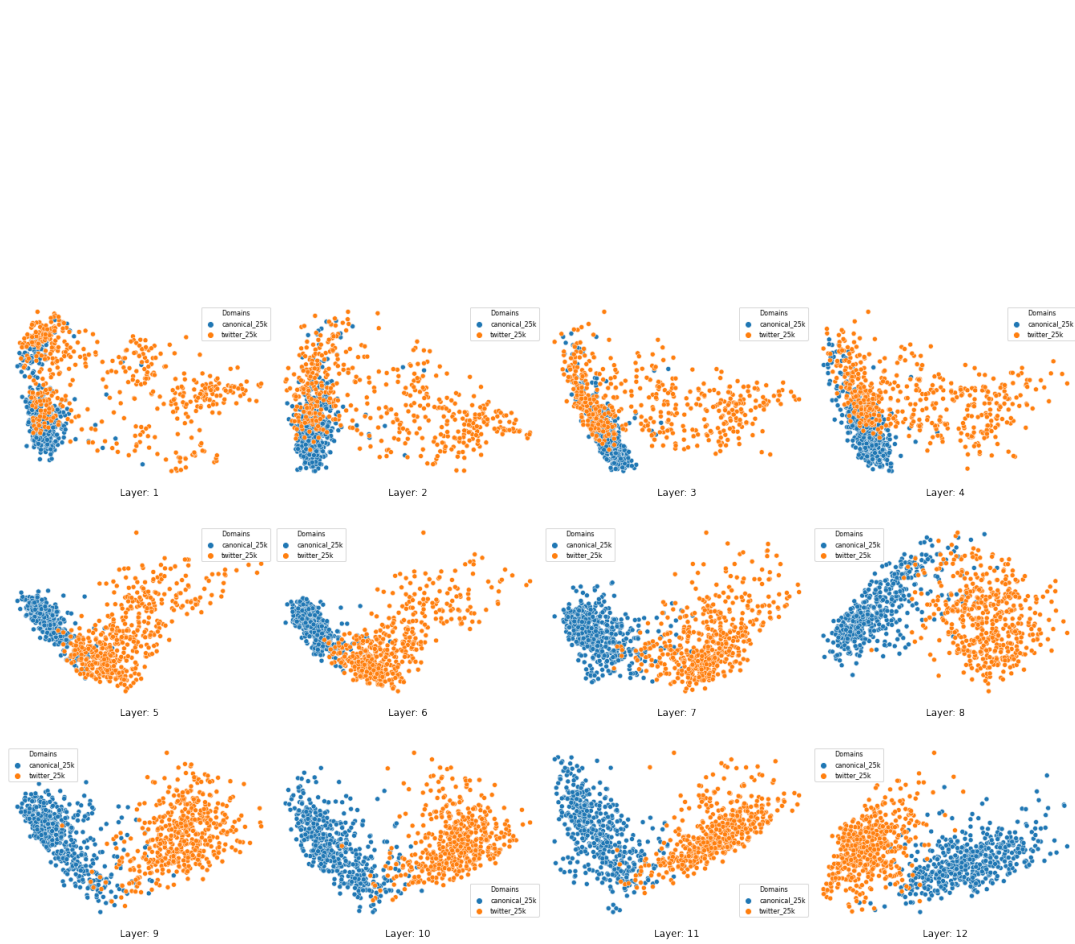 Domains
canonical_25k
twitter_25k
Layer: 1
Domains
canonical_25k
twitter_25k
Layer: 2
Domains
canonical_25k
twitter_25k
Layer: 3
Domains
canonical_25k
twitter_25k
Layer: 4
Domains
canonical_25k
twitter_25k
Layer: 5
Domains
canonical_25k
twitter_25k
Layer: 6
Domains
canonical_25k
twitter_25k
Layer: 7
Domains
canonical_25k
twitter_25k
Layer: 8
Domains
canonical_25k
twitter_25k
Layer: 9
Domains
canonical_25k
twitter_25k
Layer: 10
Domains
canonical_25k
twitter_25k
Layer: 11
Domains
canonical_25k
twitter_25k
Layer: 12